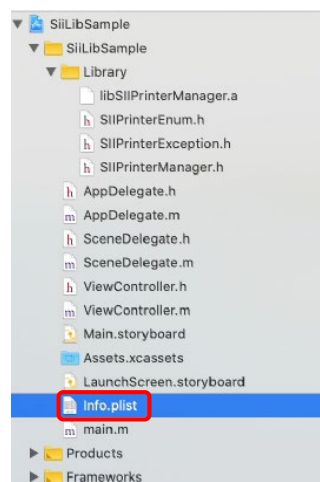 SiiLibSample
SiiLibSample
Library
libSIIPrinterManager.a
h SIIPrinterEnum.h
h SIIPrinterException.h
h SIIPrinterManager.h
h AppDelegate.h
m AppDelegate.m
h SceneDelegate.h
m SceneDelegate.m
h ViewController.h
m ViewController.m
Main.storyboard
Assets.xcassets
LaunchScreen.storyboard
Info.plist
m main.m
Products
Frameworks